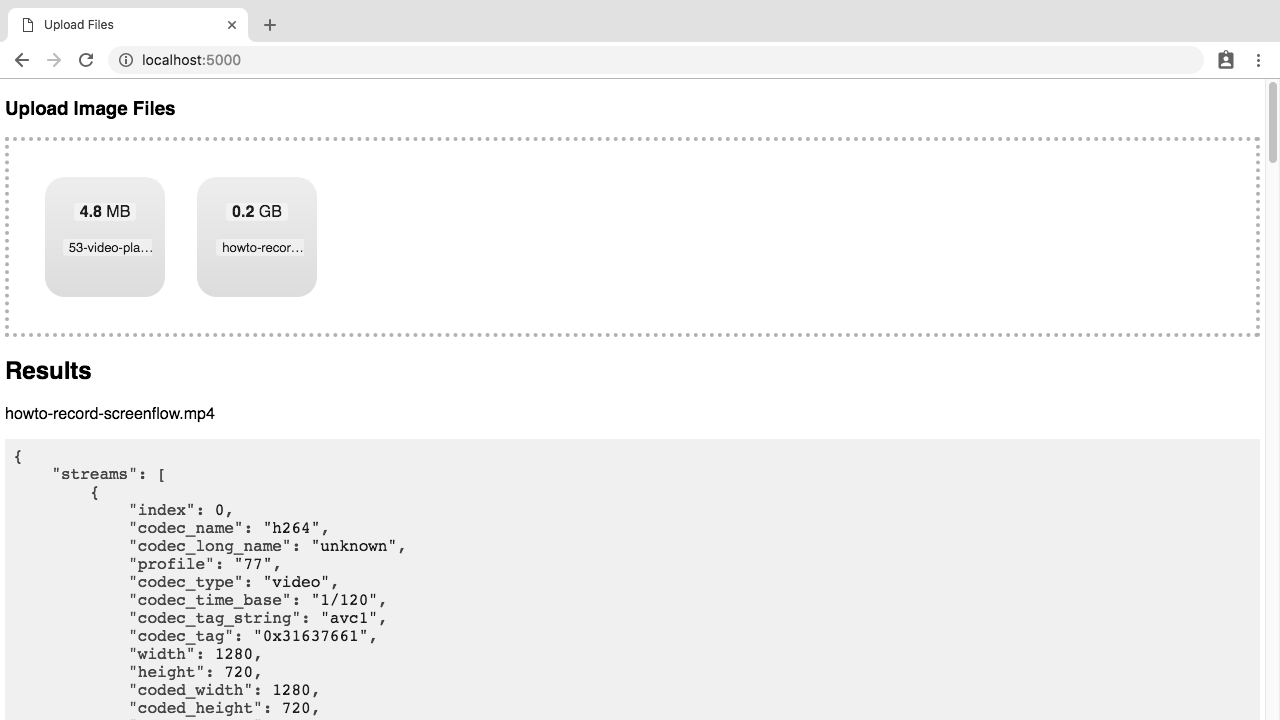 Upload Files
localhost:5000
Upload Image Files
4.8 MB
53-video-pla...
0.2 GB
howto-recor...
Results
howto-record-screenflow.mp4
{
"streams": [
{
"index": 0,
"codec_name": "h264",
"codec_long_name": "unknown",
"profile": "77",
"codec_type": "video",
"codec_time_base": "1/120",
"codec_tag_string": "avc1",
"codec_tag": "0x31637661",
"width": 1280,
"height": 720,
"coded_width": 1280,
"coded_height": 720,